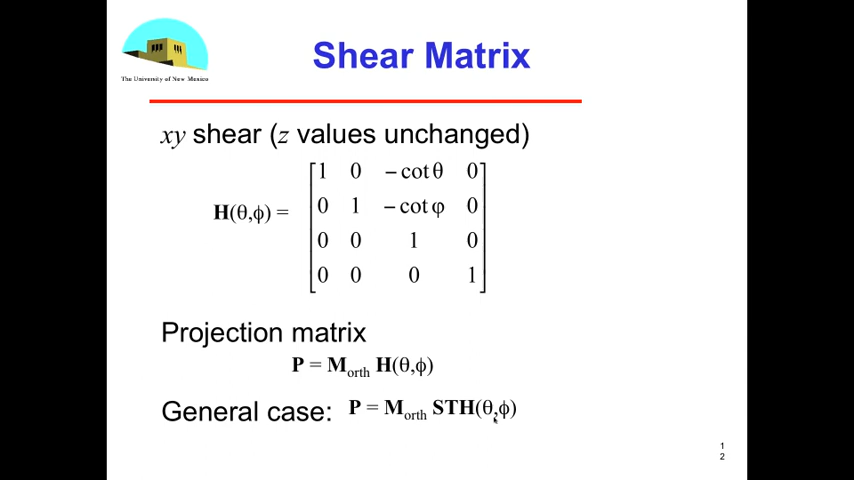 The University of New Mexico
Shear Matrix
xy shear (z values unchanged)
H(θ,ϕ) =
1 0 − cot θ 0
0 1 − cot φ 0
0 0 1 0
0 0 0 1
Projection matrix
P = Morth H(θ,ϕ)
General case: P = Morth STH(θ,ϕ)
1
2